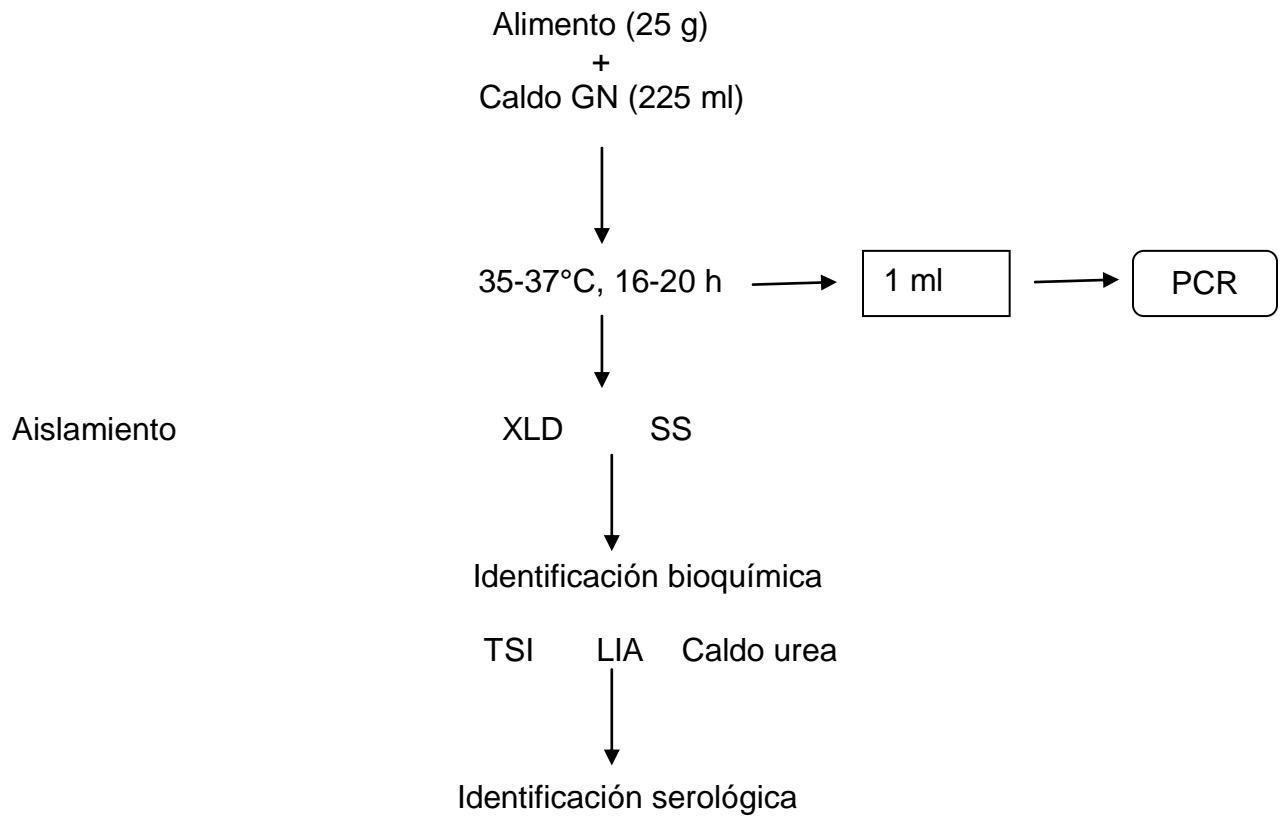 Alimento (25 g)
+
Caldo GN (225 ml)
35-37°C, 16-20 h
1 ml
PCR
Aislamiento
XLD SS
Identificación bioquímica
TSI LIA Caldo urea
Identificación serológica